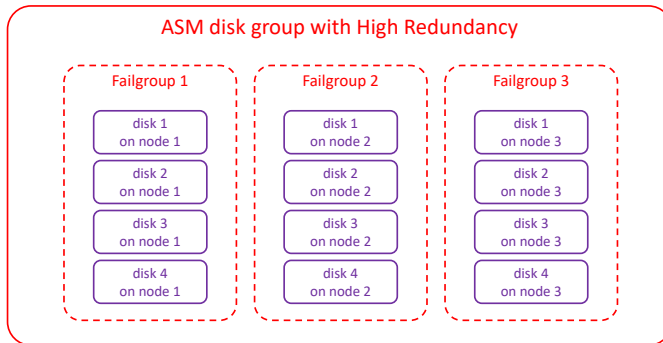 ASM disk group with High Redundancy
Failgroup 1
disk 1
on node 1
disk 2
on node 1
disk 3
on node 1
disk 4
on node 1
Failgroup 2
disk 1
on node 2
disk 2
on node 2
disk 3
on node 2
disk 4
on node 2
Failgroup 3
disk 1
on node 3
disk 2
on node 3
disk 3
on node 3
disk 4
on node 3